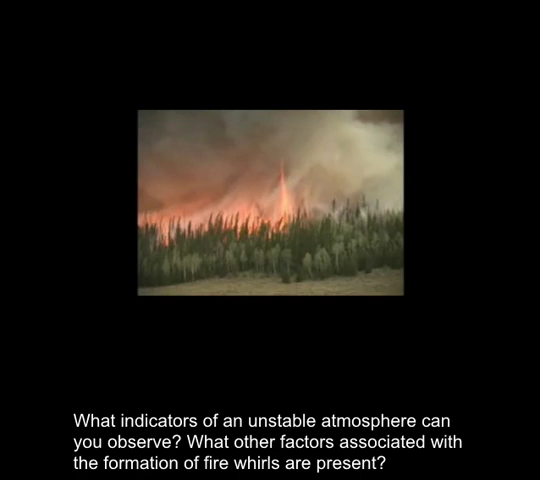 What indicators of an unstable atmosphere can
you observe? What other factors associated with
the formation of fire whirls are present?